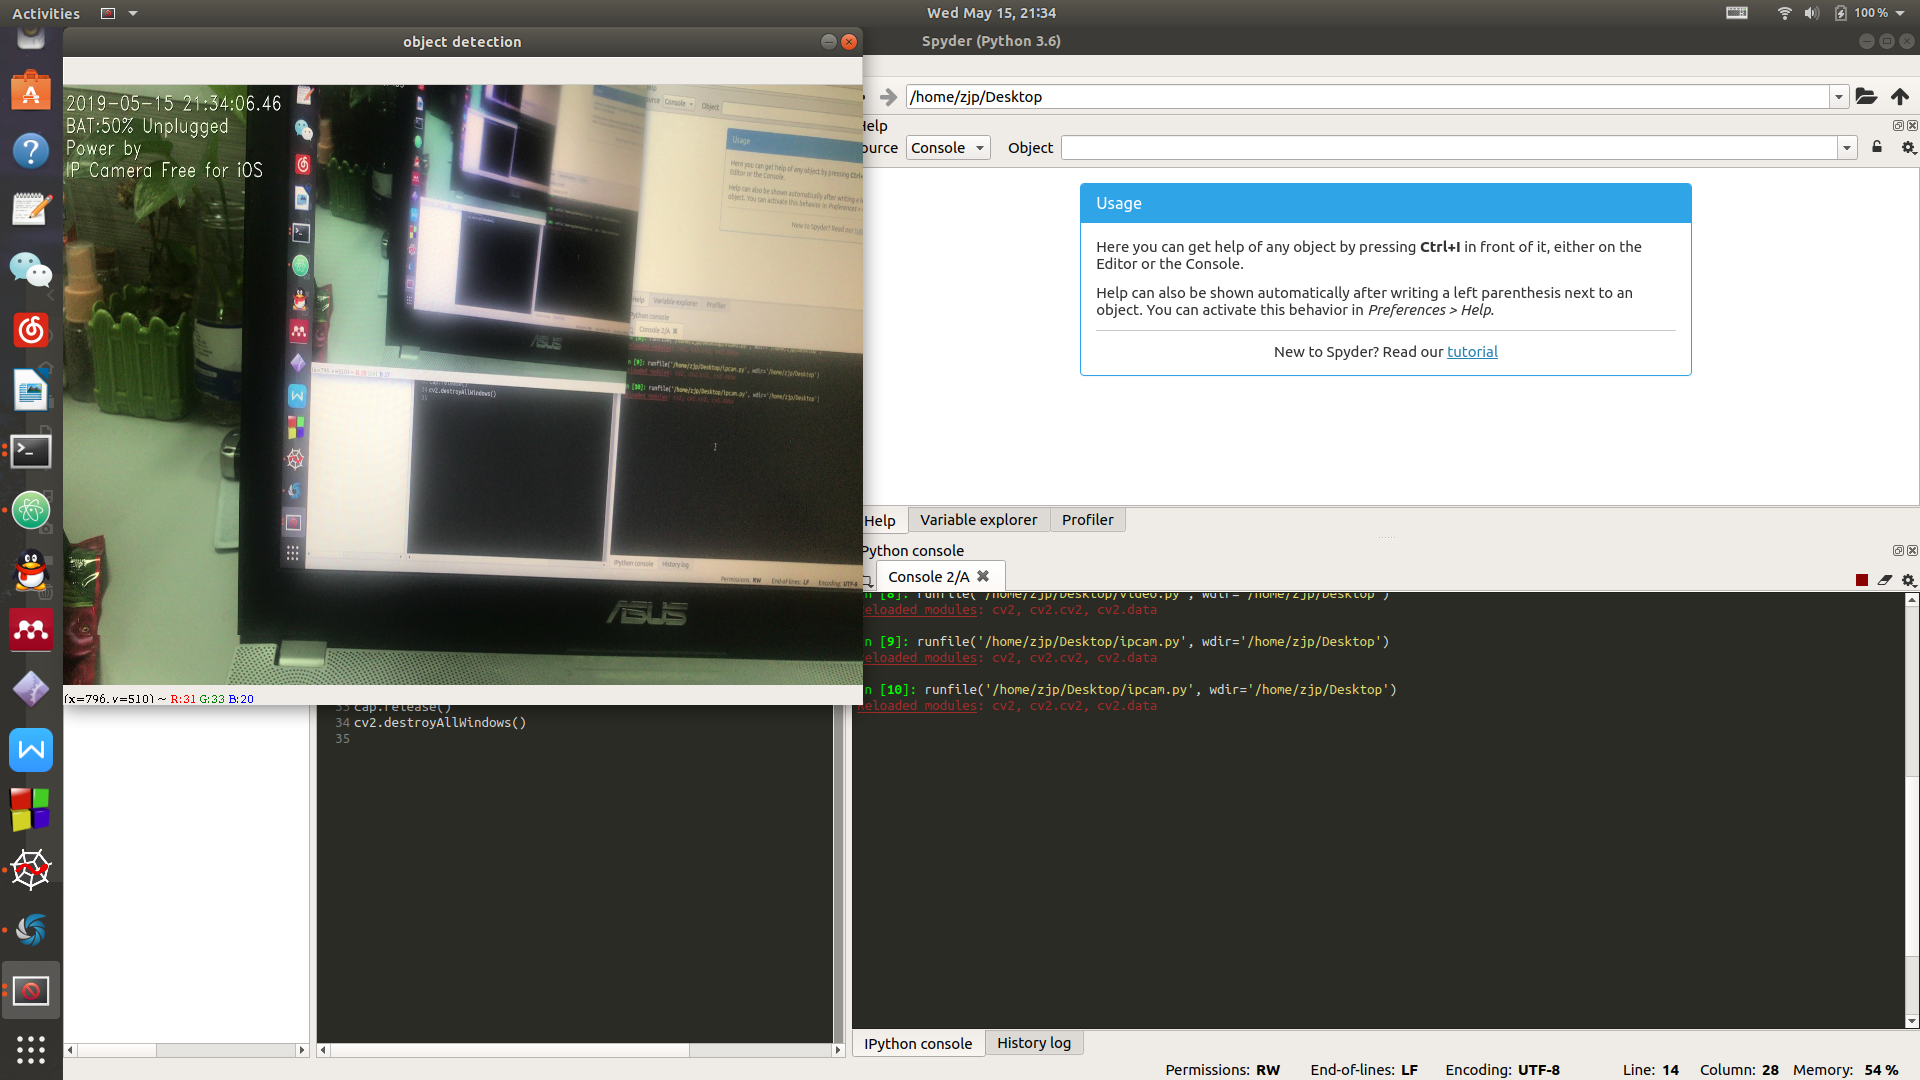 Activities
Wed May 15, 21:34
100 %
object detection
Spyder (Python 3.6)
2019-05-15 21:34:06.46
BAT:50% Unplugged
Power by
IP Camera Free for iOS
ASUS
ASUS
(x=796, y=510) ~ R:31 G:33 B:20
/home/zjp/Desktop
Help
Console
Object
Usage
Here you can get help of any object by pressing Ctrl+I in front of it, either on the
Editor or the Console.
Help can also be shown automatically after writing a left parenthesis next to an
object. You can activate this behavior in Preferences > Help.
New to Spyder? Read our tutorial
Help
Variable explorer
Profiler
Python console
Console 2/A
n [8]: runfile('/home/zjp/Desktop/video.py', wdir='/home/zjp/Desktop')
eloaded modules: cv2, cv2.cv2, cv2.data
n [9]: runfile('/home/zjp/Desktop/ipcam.py', wdir='/home/zjp/Desktop')
eloaded modules: cv2, cv2.cv2, cv2.data
n [10]: runfile('/home/zjp/Desktop/ipcam.py', wdir='/home/zjp/Desktop')
Reloaded modules: cv2, cv2.cv2, cv2.data
33 cap.release()
34 cv2.destroyAllWindows()
35
IPython console
History log
Permissions: RW
End-of-lines: LF
Encoding: UTF-8
Line: 14
Column: 28
Memory: 54 %